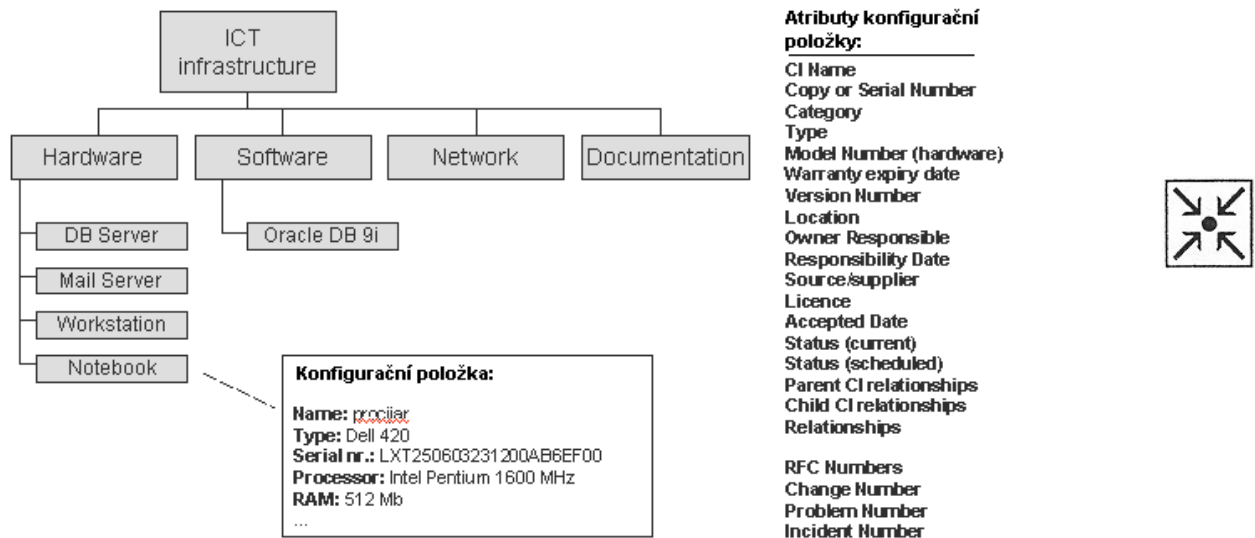 ICT
infrastructure
Hardware
Software
Network
Documentation
DB Server
Mail Server
Workstation
Notebook
Oracle DB 9i
Konfigurační položka:
Name: procijar
Type: Dell 420
Serial nr.: LXT250603231200AB6EF00
Processor: Intel Pentium 1600 MHz
RAM: 512 Mb
...
Atributy konfigurační
položky:
CI Name
Copy or Serial Number
Category
Type
Model Number (hardware)
Warranty expiry date
Version Number
Location
Owner Responsible
Responsibility Date
Source/supplier
Licence
Accepted Date
Status (current)
Status (scheduled)
Parent CI relationships
Child CI relationships
Relationships
RFC Numbers
Change Number
Problem Number
Incident Number